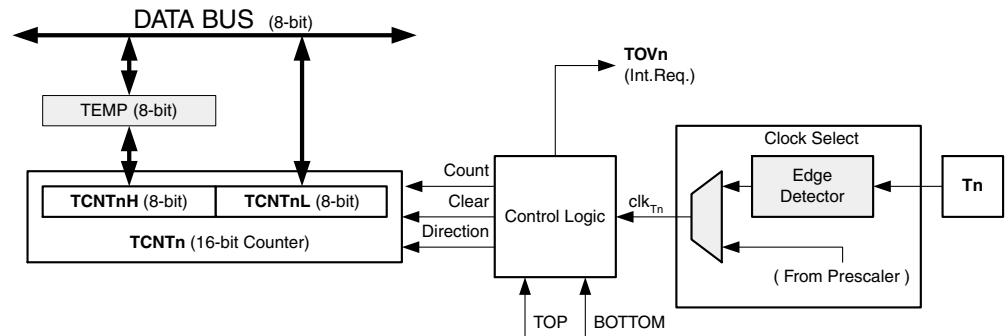 DATA BUS (8-bit)
TOVn
(Int.Req.)
TEMP (8-bit)
Clock Select
Count
Edge
Detector
Tn
TCNTnH (8-bit) TCNTnL (8-bit)
Clear
Control Logic
clkTn
TCNTn (16-bit Counter)
Direction
( From Prescaler )
TOP
BOTTOM